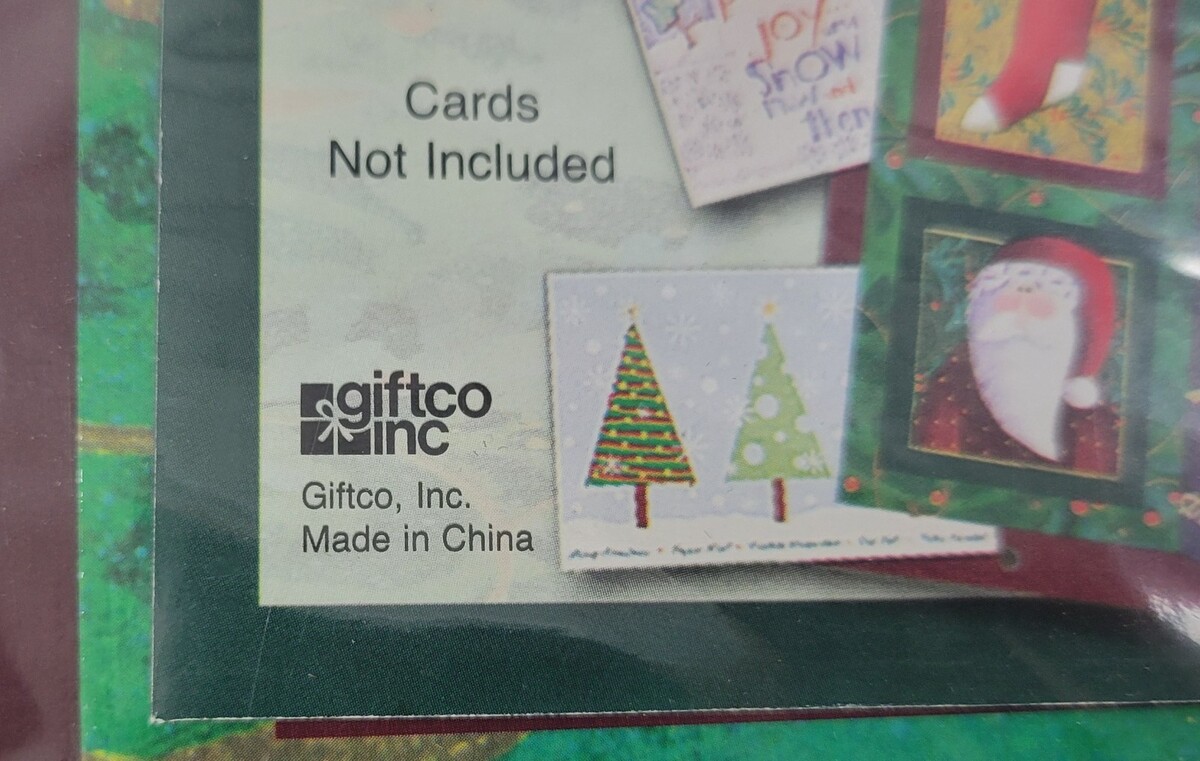 Joy
Snow
Cards
Not Included
giftco
inc
Giftco, Inc.
Made in China